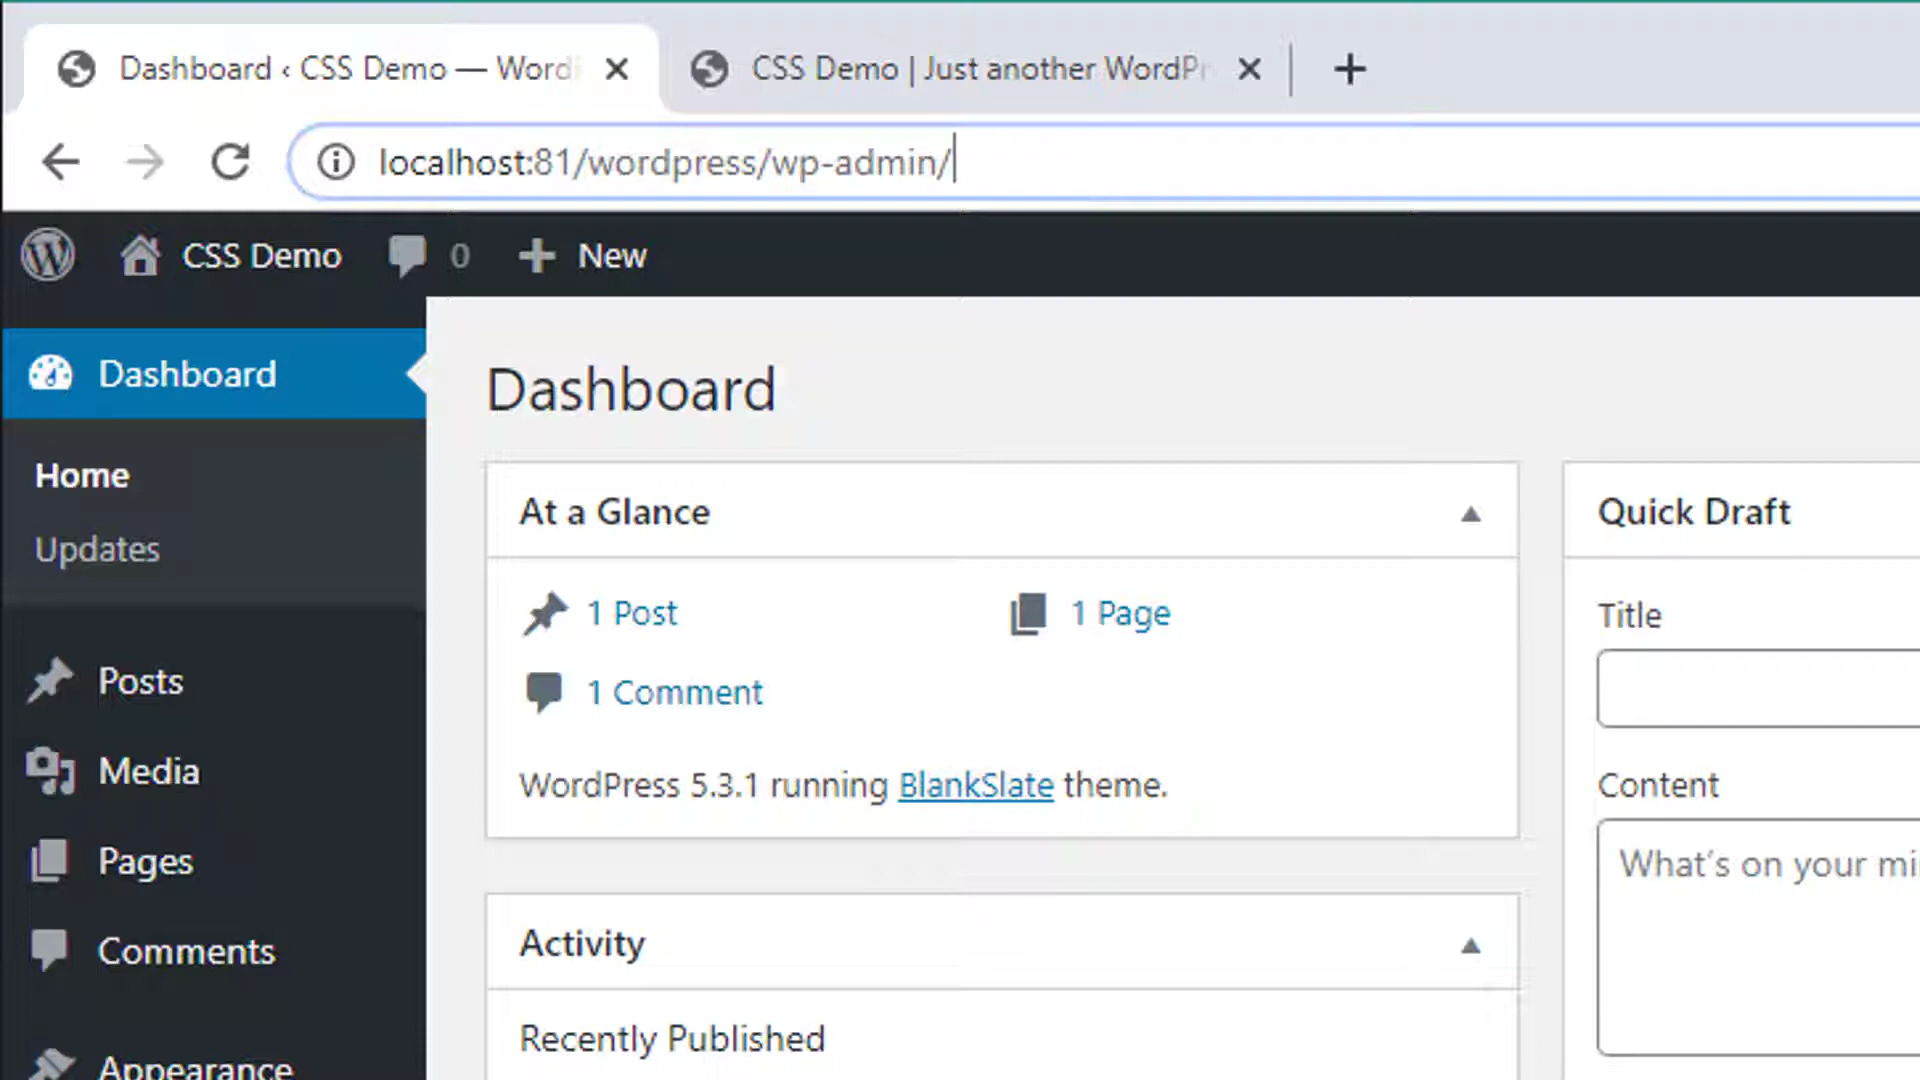 Dashboard ‹ CSS Demo — Word
CSS Demo | Just another WordPr
localhost:81/wordpress/wp-admin/
CSS Demo 0 New
Dashboard
Home
Updates
Posts
Media
Pages
Comments
Appearance
Dashboard
At a Glance
1 Post 1 Page
1 Comment
WordPress 5.3.1 running BlankSlate theme.
Activity
Recently Published
Quick Draft
Title
Content
What’s on your mi